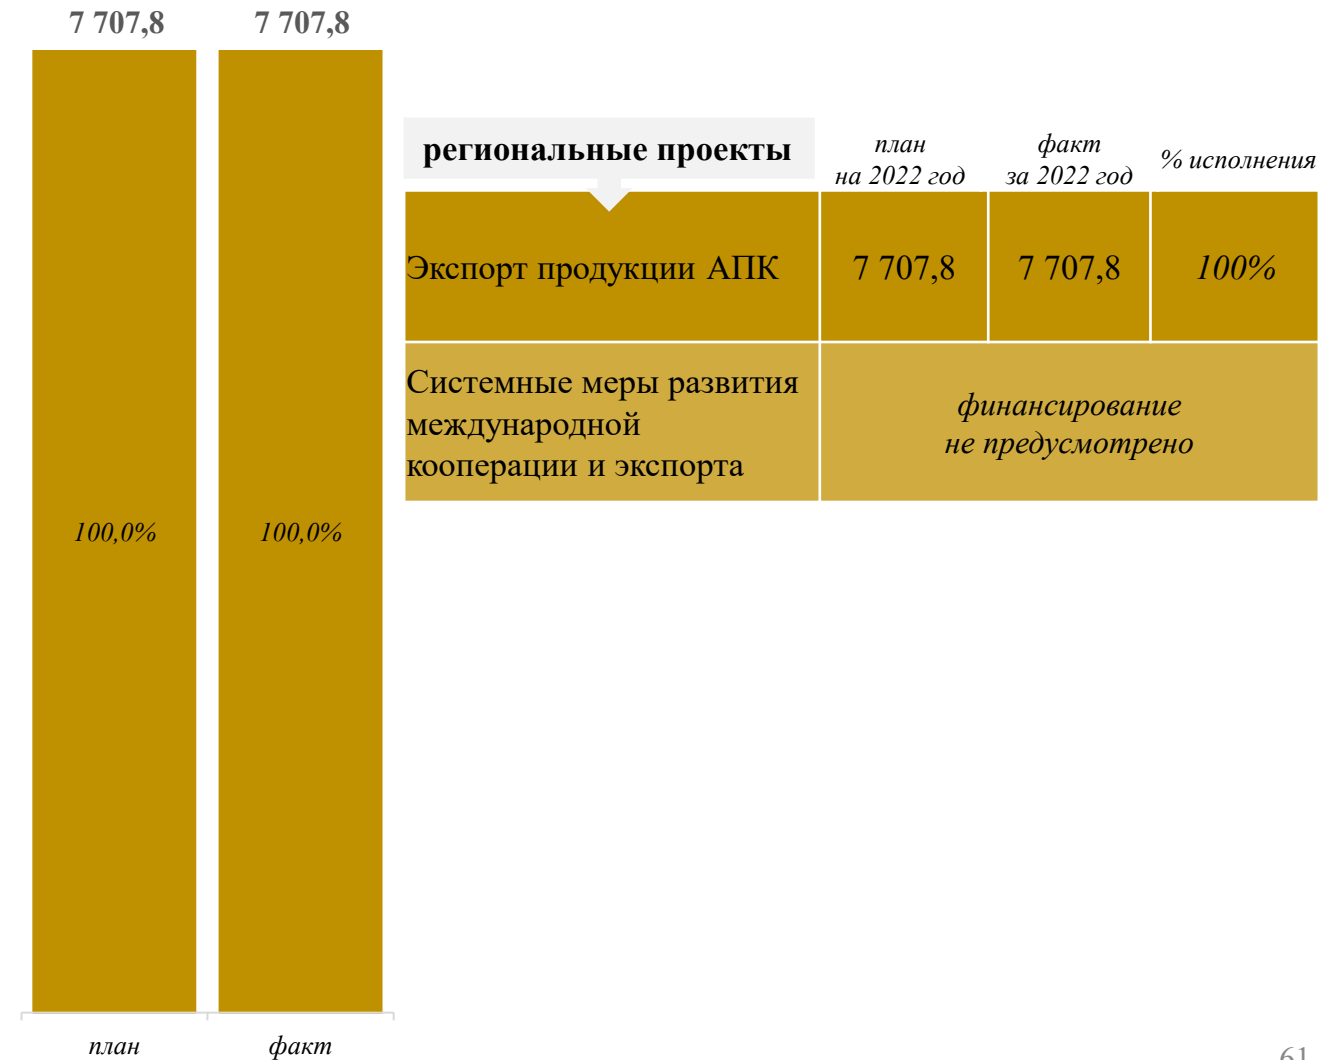 7 707,8 7 707,8
региональные проекты
план
на 2022 год
факт
за 2022 год
% исполнения
Экспорт продукции АПК 7 707,8 7 707,8 100%
Системные меры развития
международной
кооперации и экспорта
финансирование
не предусмотрено
100,0% 100,0%
план факт
61